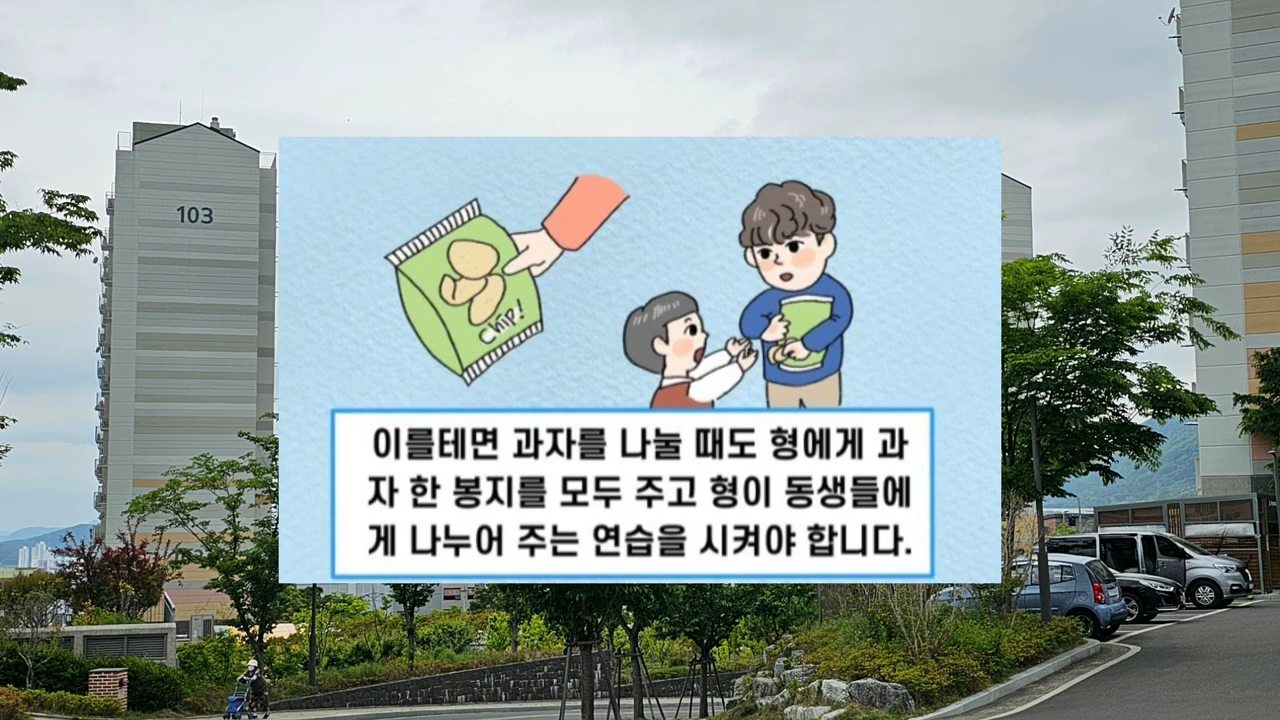 103
Chip!
이를테면 과자를 나눌 때도 형에게 과
자 한 봉지를 모두 주고 형이 동생들에
게 나누어 주는 연습을 시켜야 합니다.